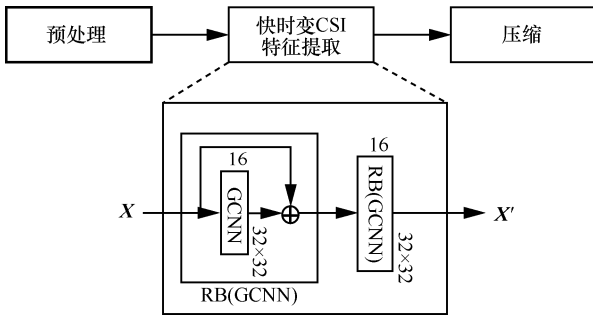 预处理
快时变CSI
特征提取
压缩
X
16
GCNN
32×32
RB(GCNN)
16
RB(GCNN)
32×32
X′